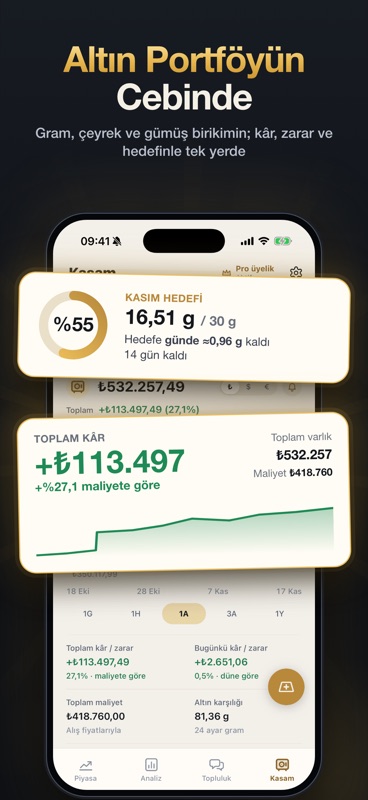 Altın Portföyün
Cebinde
Gram, çeyrek ve gümüş birikimin; kâr, zarar ve
hedefinle tek yerde
09:41
Kasam
Pro üyelik
%55
KASIM HEDEFİ
16,51 g / 30 g
Hedefe günde ≈0,96 g kaldı
14 gün kaldı
₺532.257,49
₺ $ €
Toplam +₺113.497,49 (27,1%)
TOPLAM KÂR
+₺113.497
+%27,1 maliyete göre
Toplam varlık
₺532.257
Maliyet ₺418.760
18 Eki 28 Eki 7 Kas 17 Kas
1G 1H 1A 3A 1Y
Toplam kâr / zarar
+₺113.497,49
27,1% · maliyete göre
Bugünkü kâr / zarar
+₺2.651,06
0,5% · düne göre
Toplam maliyet
₺418.760,00
Alış fiyatlarıyla
Altın karşılığı
81,36 g
24 ayar gram
Piyasa Analiz Topluluk Kasam